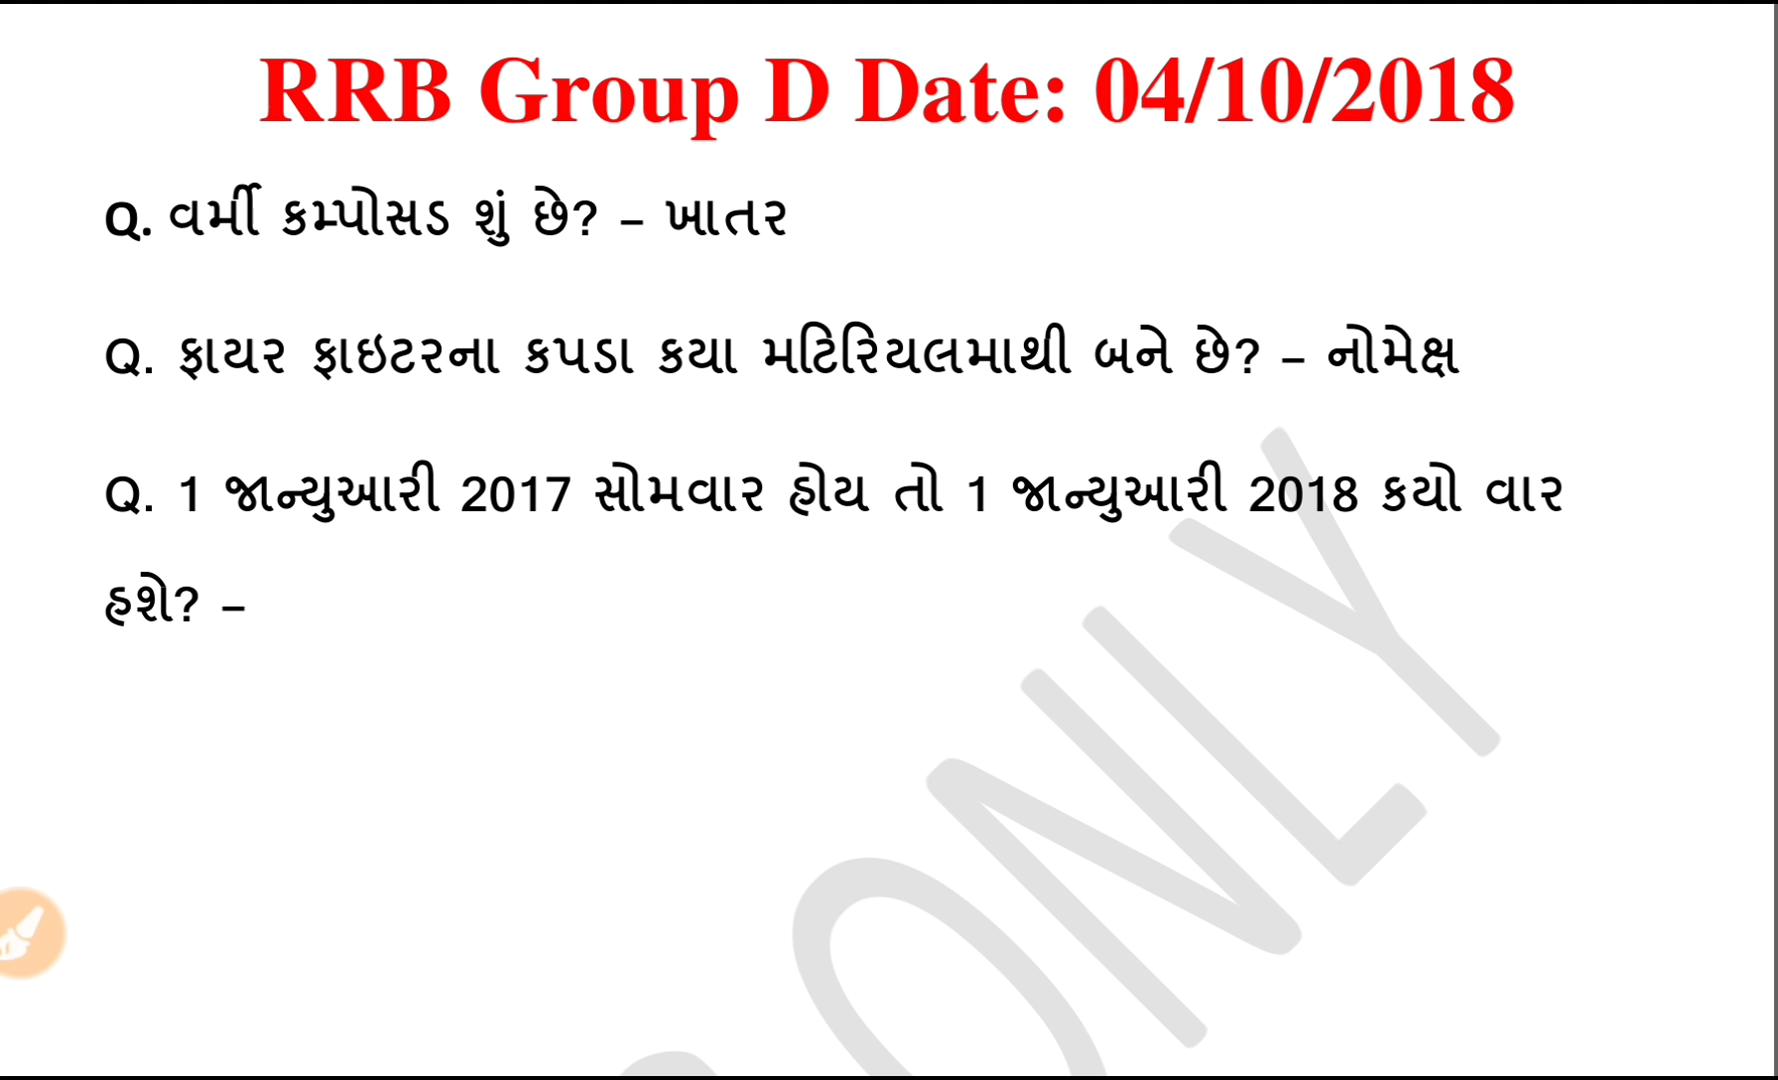 RRB Group D Date: 04/10/2018
Q. વર્મી કમ્પોસડ શું છે? – ખાતર
Q. ફાયર ફાઇટરના કપડા કયા મટિરિયલમાથી બને છે? – નોમેક્ષ
Q. 1 જાન્યુઆરી 2017 સોમવાર હોય તો 1 જાન્યુઆરી 2018 કયો વાર
હશે? –
ONLY